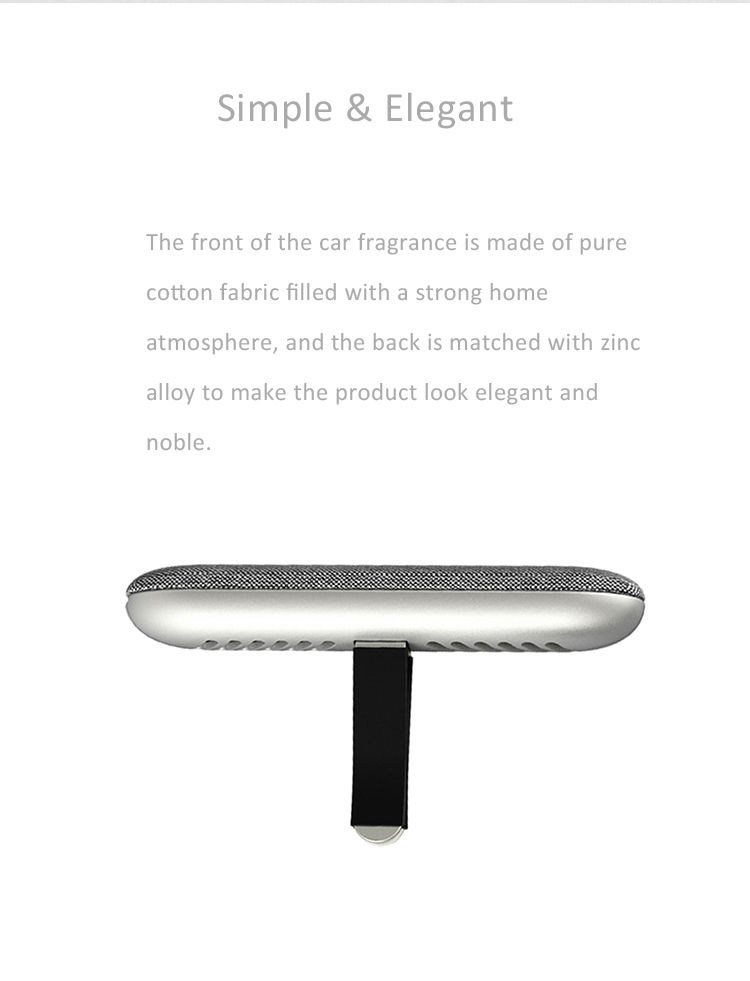 Simple & Elegant
The front of the car fragrance is made of pure
cotton fabric filled with a strong home
atmosphere, and the back is matched with zinc
alloy to make the product look elegant and
noble.